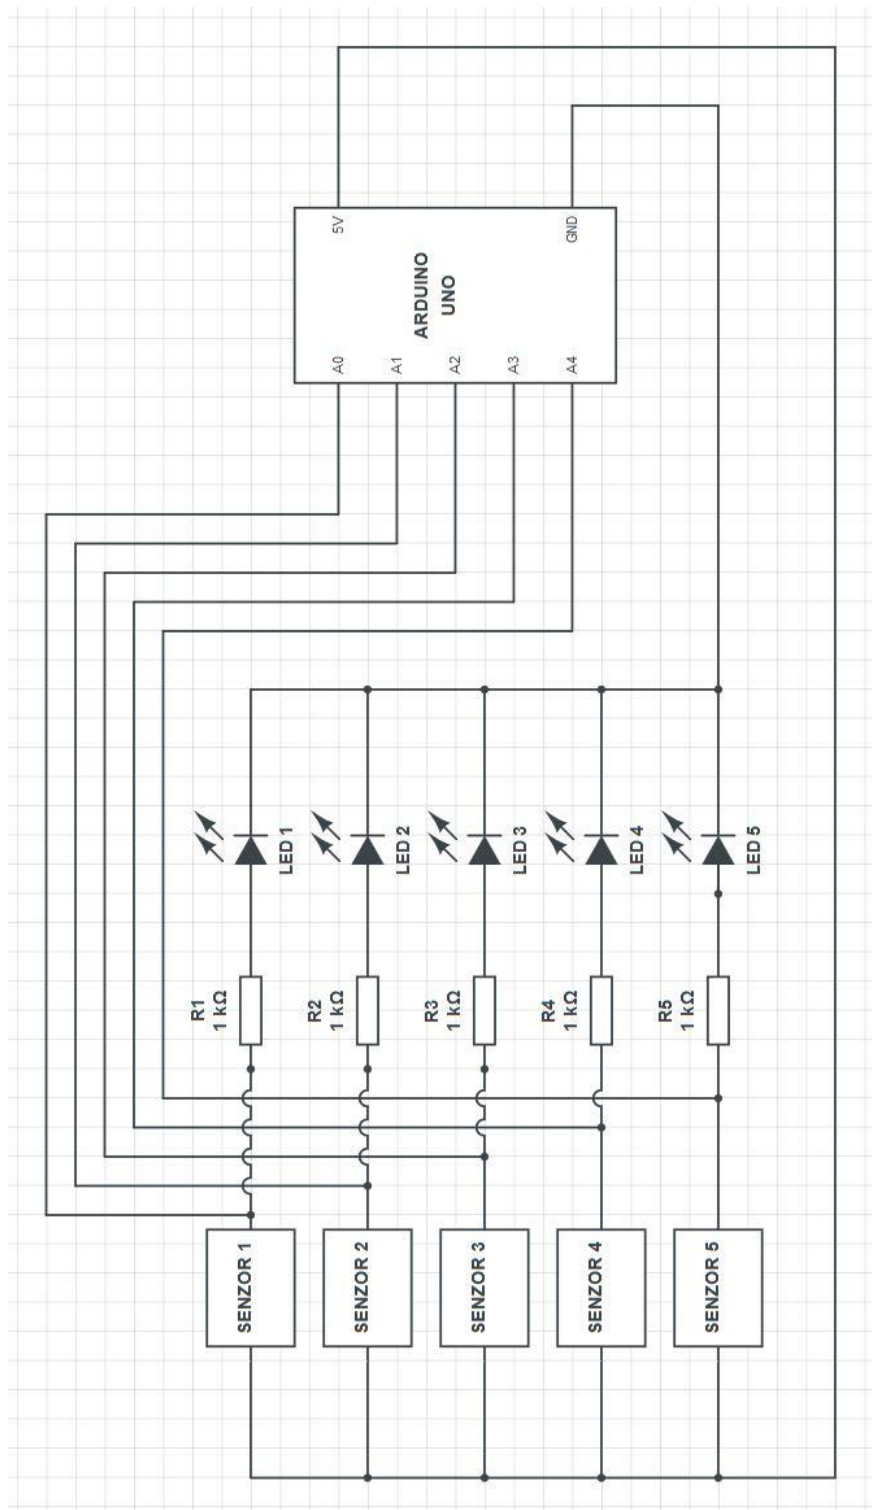 5V
GND
ARDUINO
UNO
A0
A1
A2
A3
A4
LED 1
LED 2
LED 3
LED 4
LED 5
R1
1 kΩ
R2
1 kΩ
R3
1 kΩ
R4
1 kΩ
R5
1 kΩ
SENZOR 1
SENZOR 2
SENZOR 3
SENZOR 4
SENZOR 5